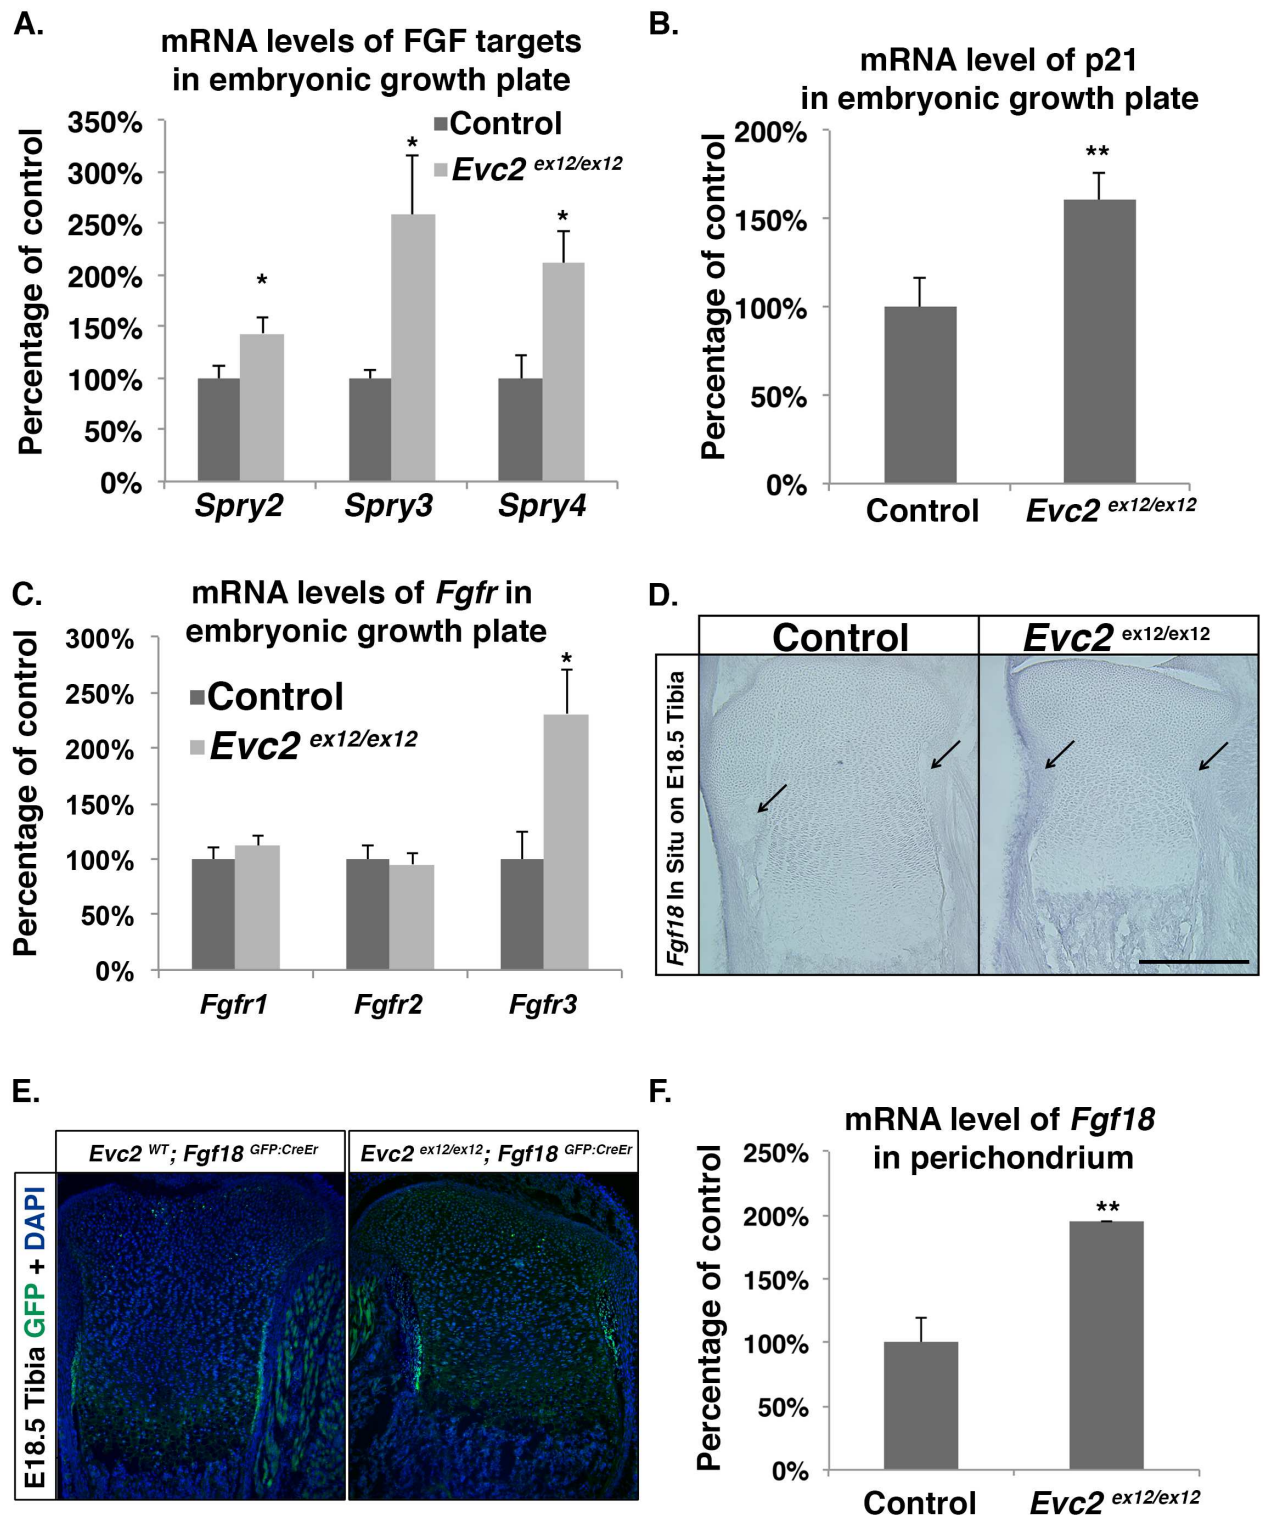 A.
mRNA levels of FGF targets
in embryonic growth plate
Percentage of control
350%
300%
250%
200%
150%
100%
50%
0%
Control
Evc2 ex12/ex12
*
*
*
Spry2
Spry3
Spry4
B.
mRNA level of p21
in embryonic growth plate
Percentage of control
200%
150%
100%
50%
0%
**
Control
Evc2 ex12/ex12
C.
mRNA levels of Fgfr in
embryonic growth plate
Percentage of control
300%
250%
200%
150%
100%
50%
0%
Control
Evc2 ex12/ex12
*
Fgfr1
Fgfr2
Fgfr3
D.
Control
Evc2 ex12/ex12
Fgf18 In Situ on E18.5 Tibia
E.
Evc2 WT; Fgf18 GFP:CreEr
Evc2 ex12/ex12; Fgf18 GFP:CreEr
E18.5 Tibia GFP + DAPI
F.
mRNA level of Fgf18
in perichondrium
Percentage of control
250%
200%
150%
100%
50%
0%
**
Control
Evc2 ex12/ex12